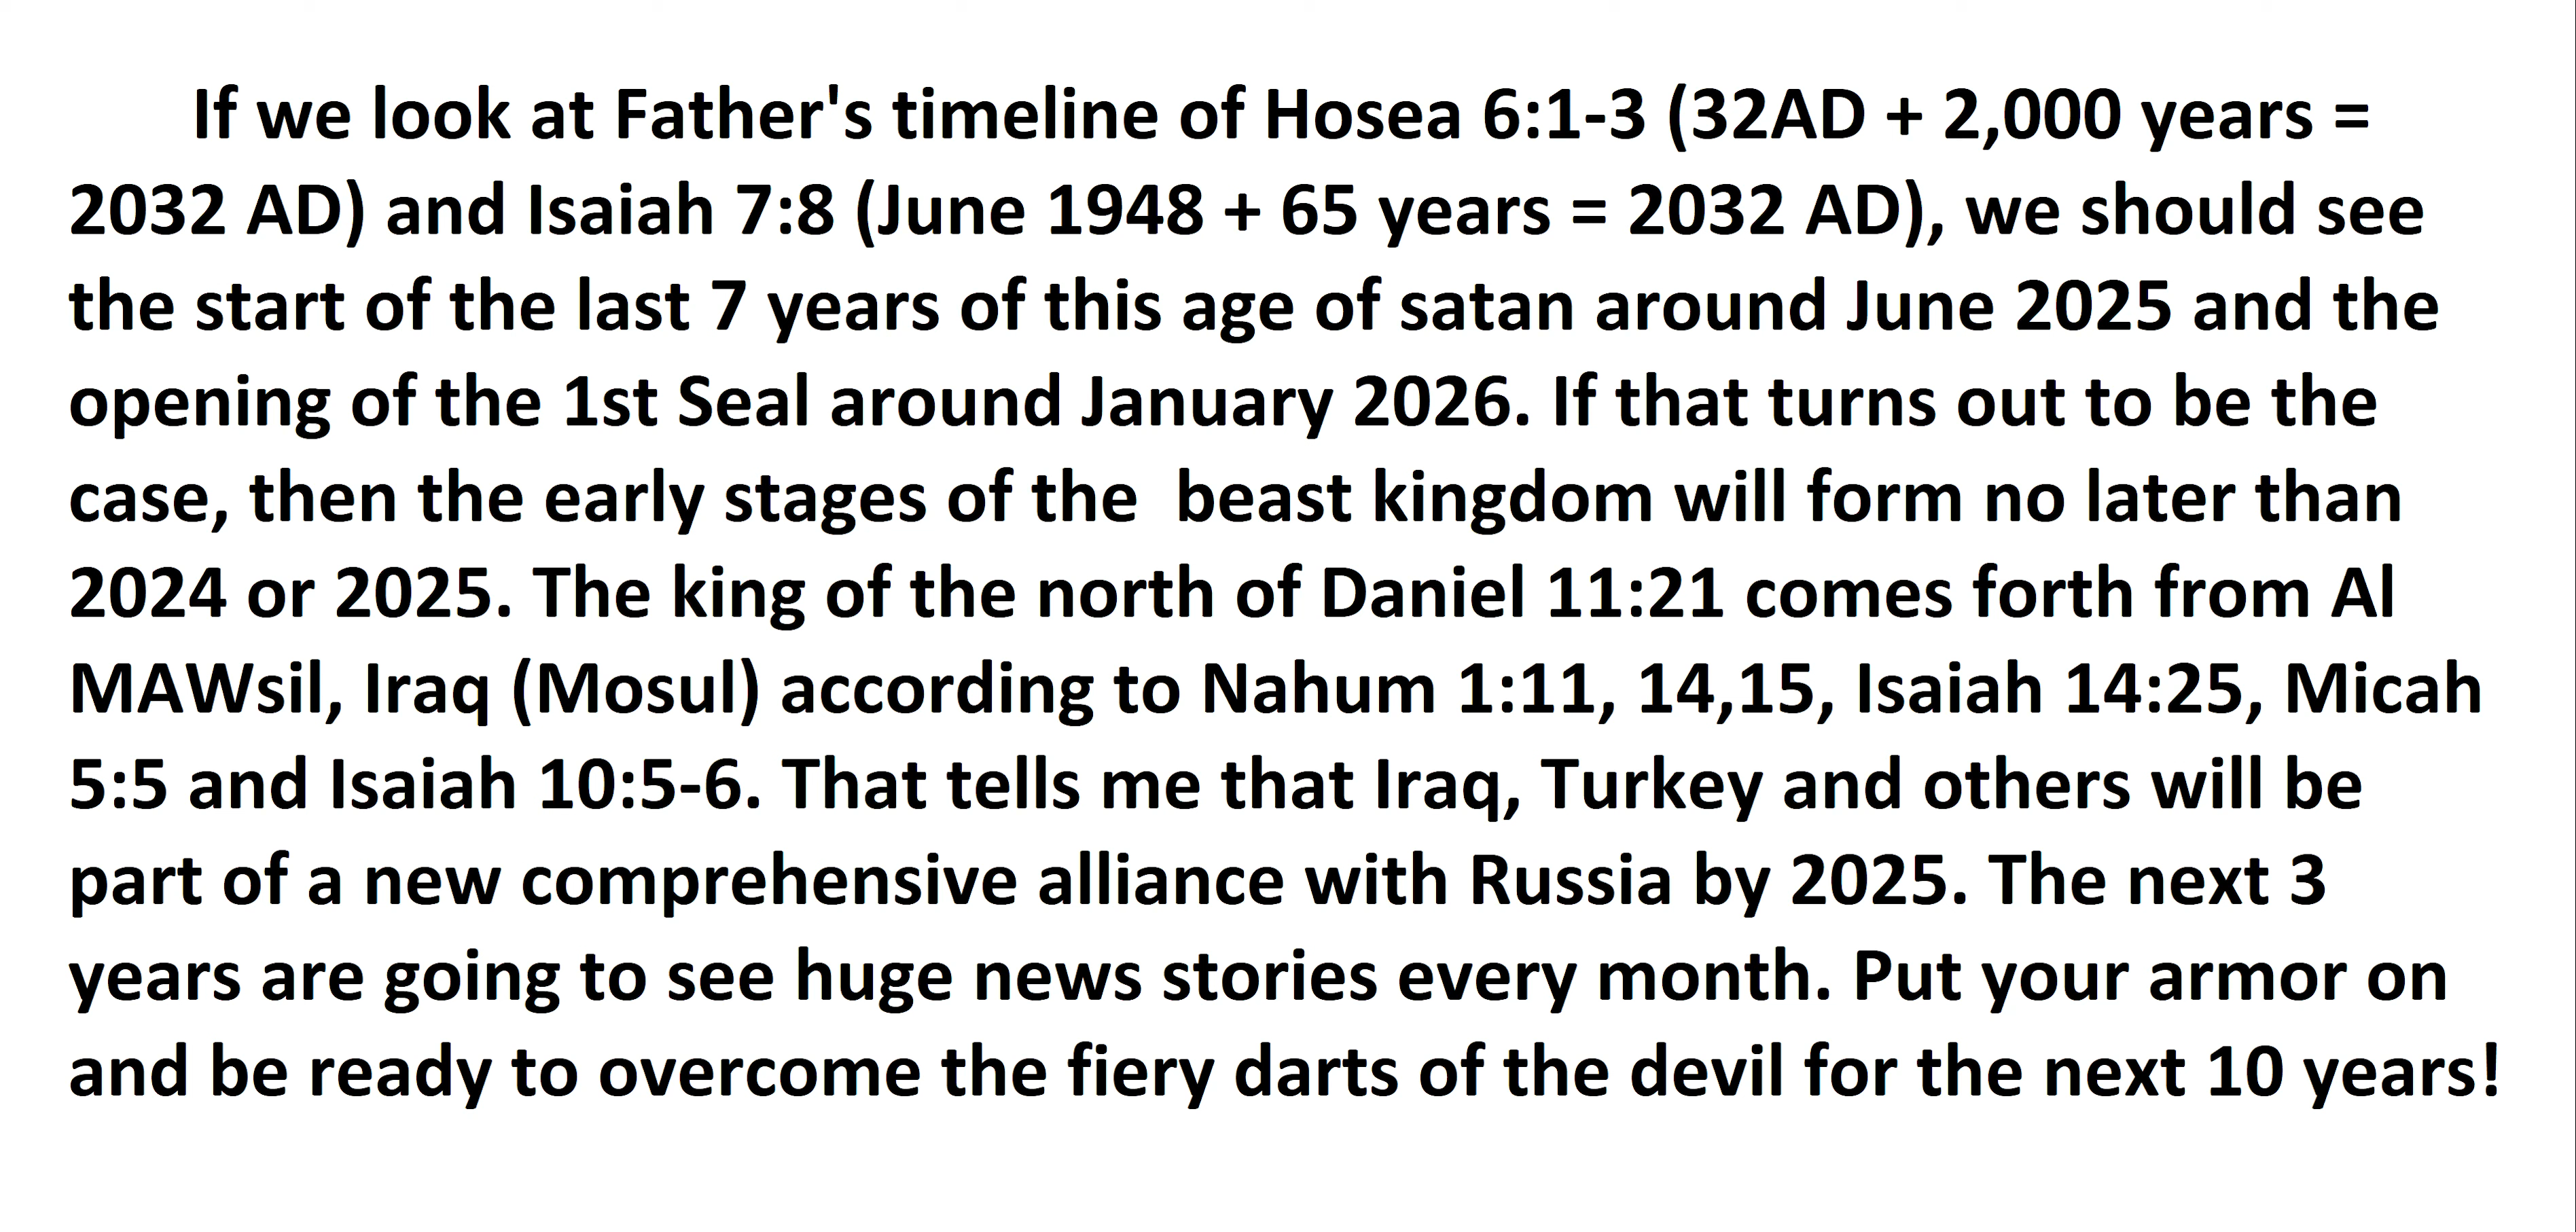 If we look at Father's timeline of Hosea 6:1-3 (32AD + 2,000 years =
2032 AD) and Isaiah 7:8 (June 1948 + 65 years = 2032 AD), we should see
the start of the last 7 years of this age of satan around June 2025 and the
opening of the 1st Seal around January 2026. If that turns out to be the
case, then the early stages of the  beast kingdom will form no later than
2024 or 2025. The king of the north of Daniel 11:21 comes forth from Al
MAWsil, Iraq (Mosul) according to Nahum 1:11, 14,15, Isaiah 14:25, Micah
5:5 and Isaiah 10:5-6. That tells me that Iraq, Turkey and others will be
part of a new comprehensive alliance with Russia by 2025. The next 3
years are going to see huge news stories every month. Put your armor on
and be ready to overcome the fiery darts of the devil for the next 10 years!